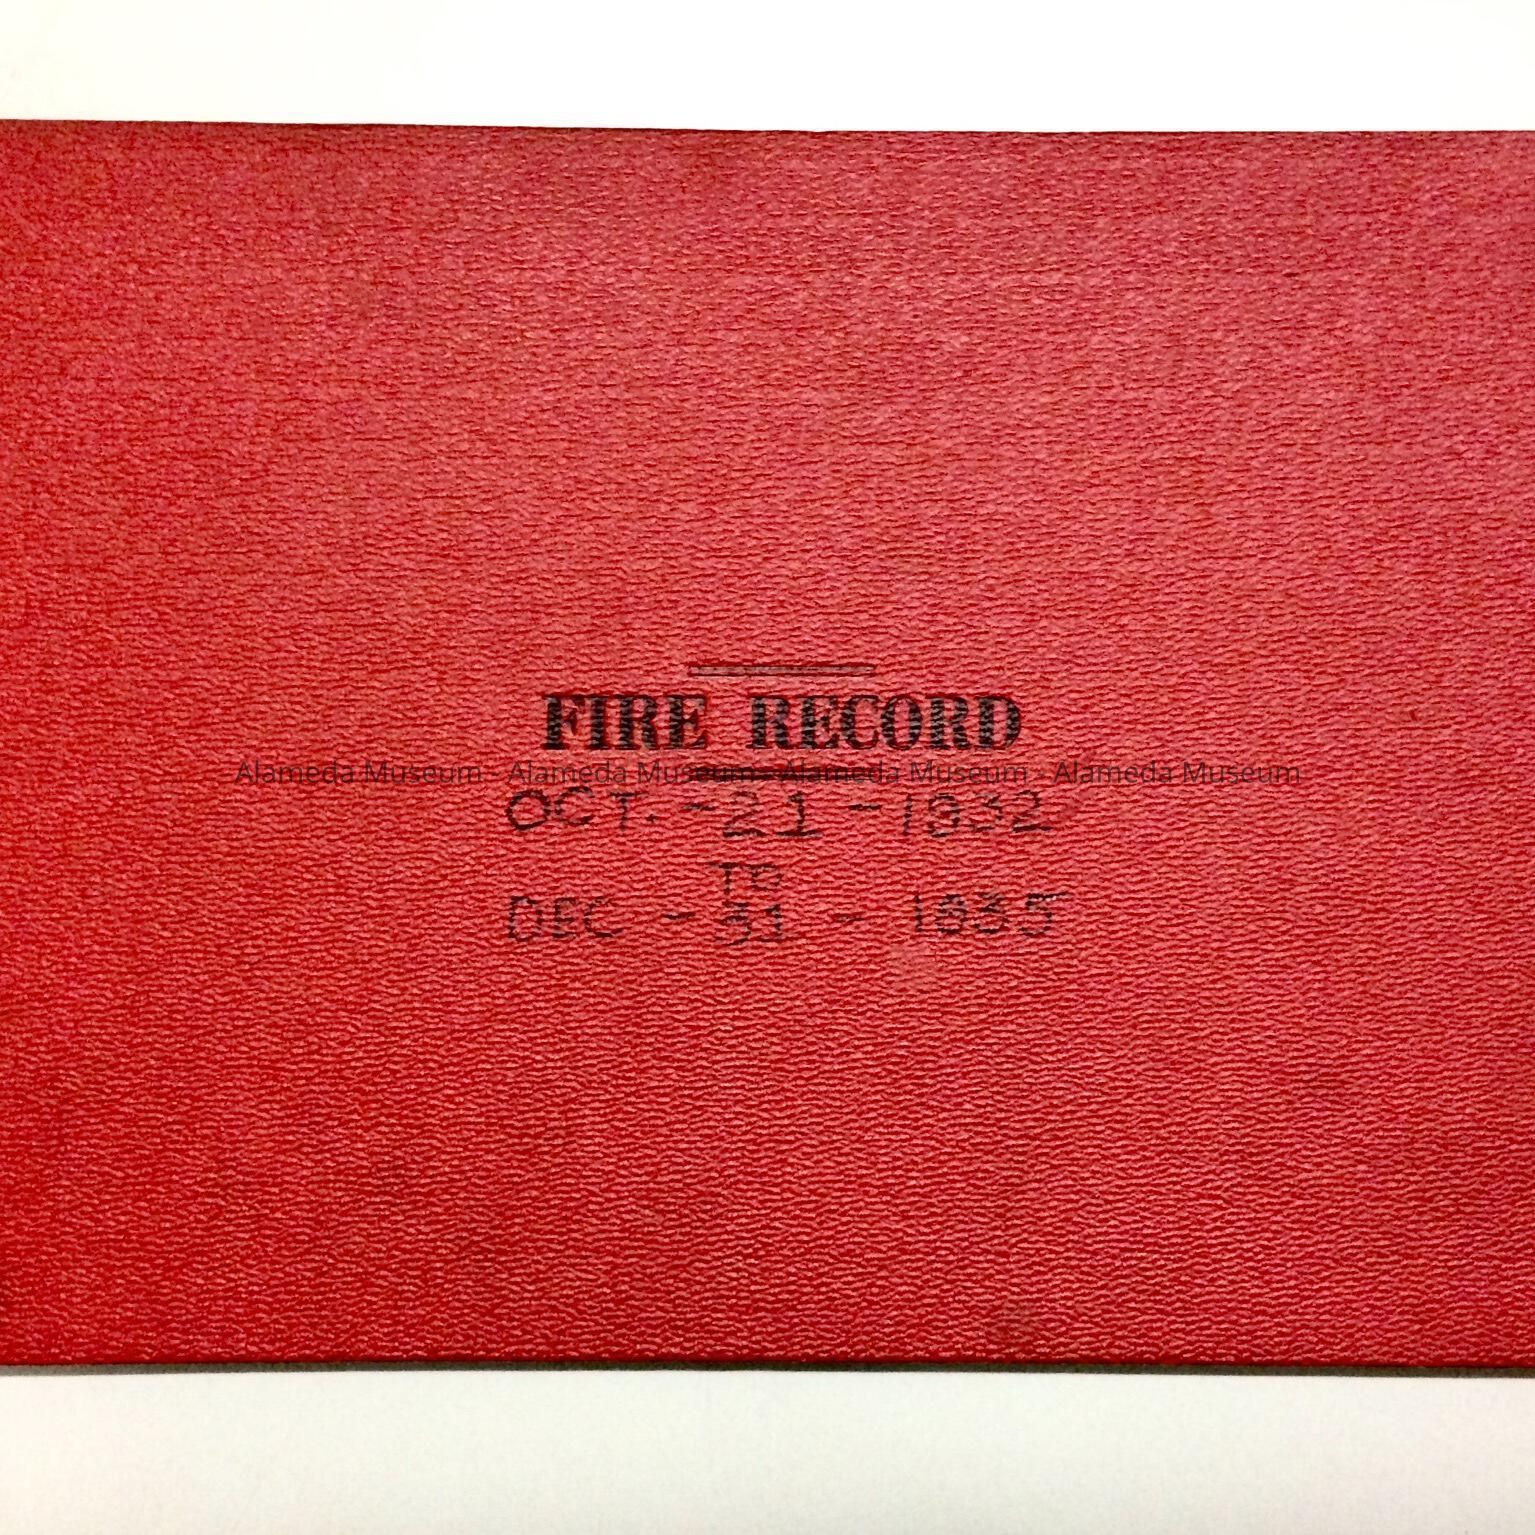 FIRE RECORD
Alameda Museum - Alameda Museum - Alameda Museum - Alameda Museum
OCT. - 21 - 1932
TO
DEC - 31 - 1935